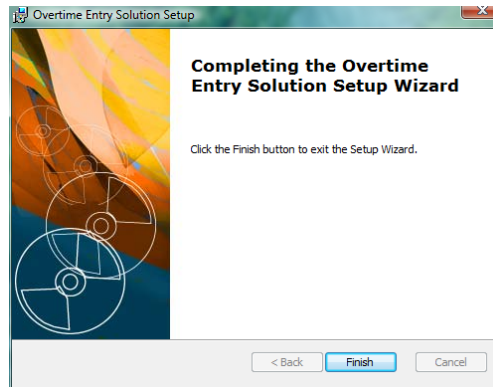 Overtime Entry Solution Setup
Completing the Overtime
Entry Solution Setup Wizard
Click the Finish button to exit the Setup Wizard.
< Back
Finish
Cancel